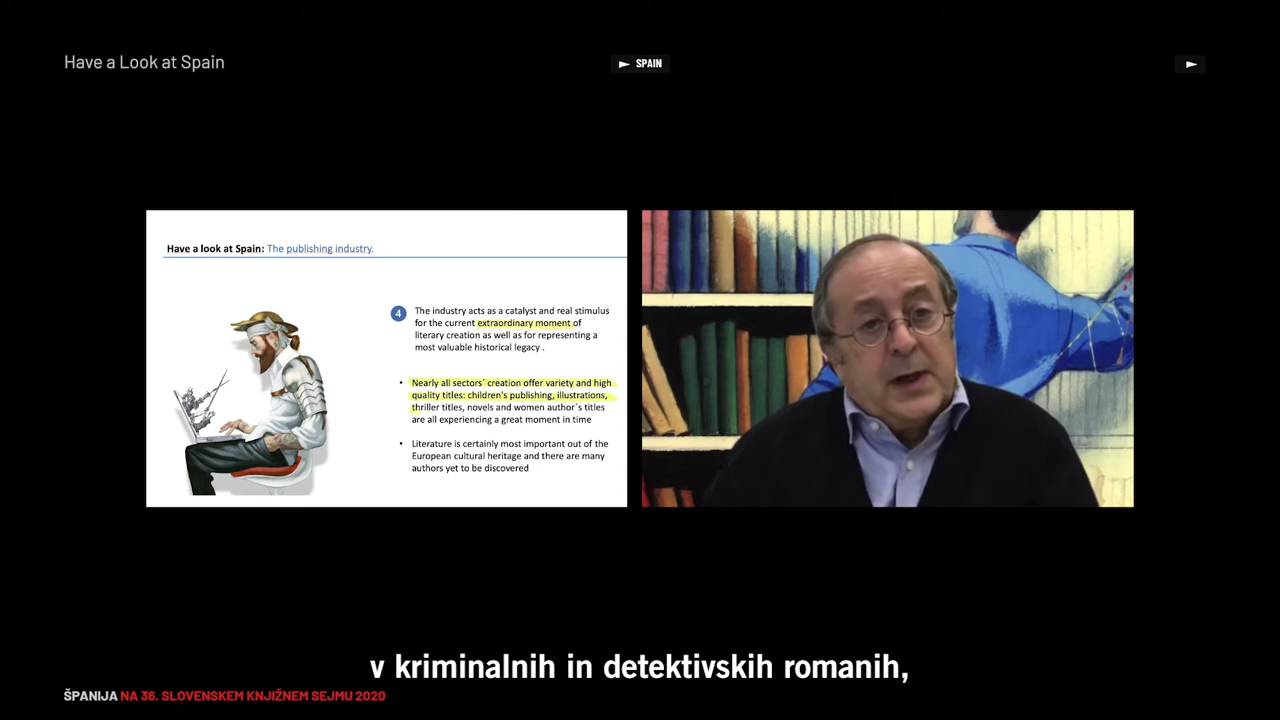 Have a Look at Spain
SPAIN
Have a look at Spain: The publishing industry.
4
The industry acts as a catalyst and real stimulus
for the current extraordinary moment of
literary creation as well as for representing a
most valuable historical legacy .
• Nearly all sectors´ creation offer variety and high
quality titles: children's publishing, illustrations,
thriller titles, novels and women author´s titles
are all experiencing a great moment in time
• Literature is certainly most important out of the
European cultural heritage and there are many
authors yet to be discovered
v kriminalnih in detektivskih romanih,
ŠPANIJA NA 36. SLOVENSKEM KNJIŽNEM SEJMU 2020